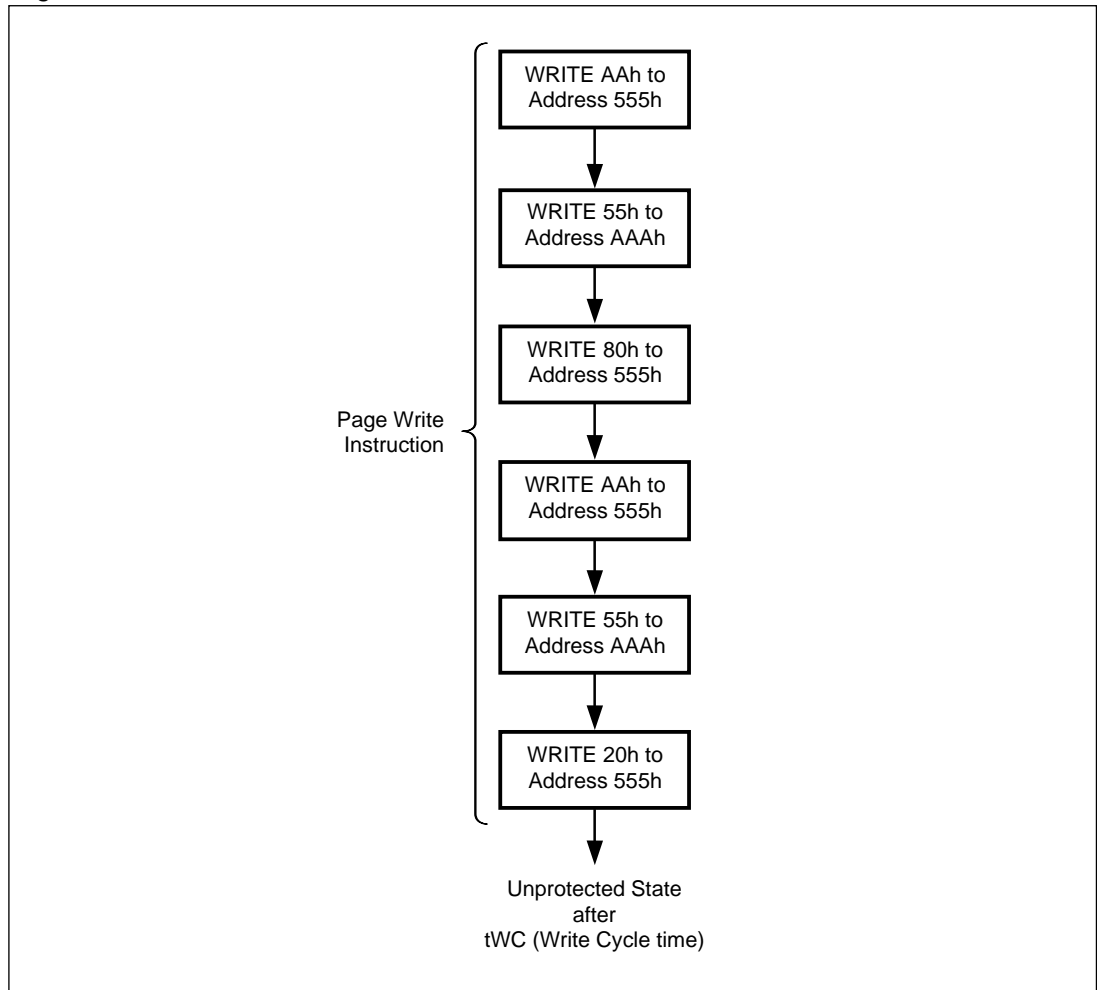 WRITE AAh to
Address 555h
WRITE 55h to
Address AAAh
WRITE 80h to
Address 555h
Page Write
Instruction
WRITE AAh to
Address 555h
WRITE 55h to
Address AAAh
WRITE 20h to
Address 555h
Unprotected State
after
tWC (Write Cycle time)